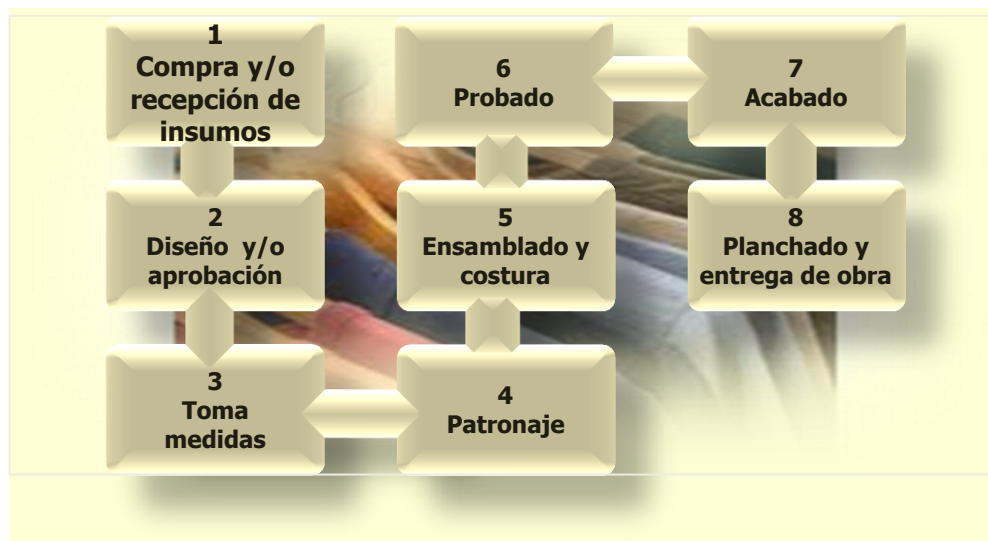 1
Compra y/o
recepción de
insumos
2
Diseño y/o
aprobación
3
Toma
medidas
4
Patronaje
5
Ensamblado y
costura
6
Probado
7
Acabado
8
Planchado y
entrega de obra